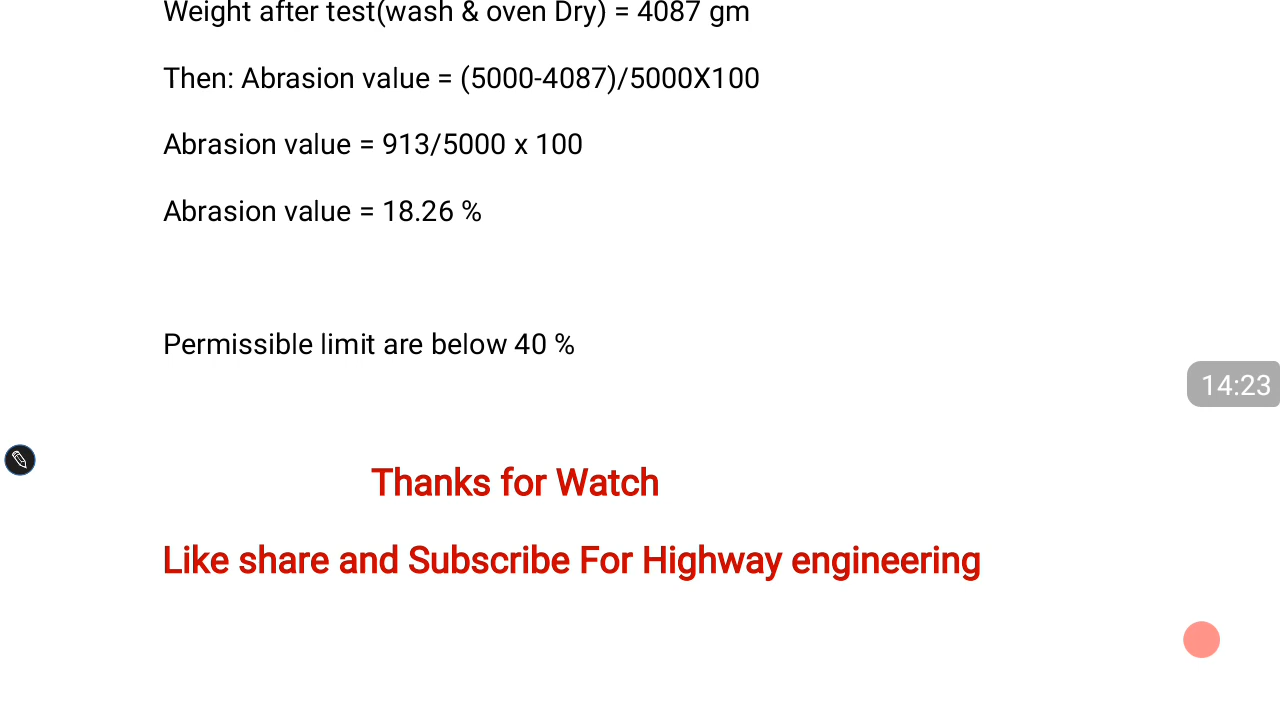 Weight after test(wash & oven Dry) = 4087 gm
Then: Abrasion value = (5000-4087)/5000X100
Abrasion value = 913/5000 x 100
Abrasion value = 18.26 %
Permissible limit are below 40 %
14:23
Thanks for Watch
Like share and Subscribe For Highway engineering